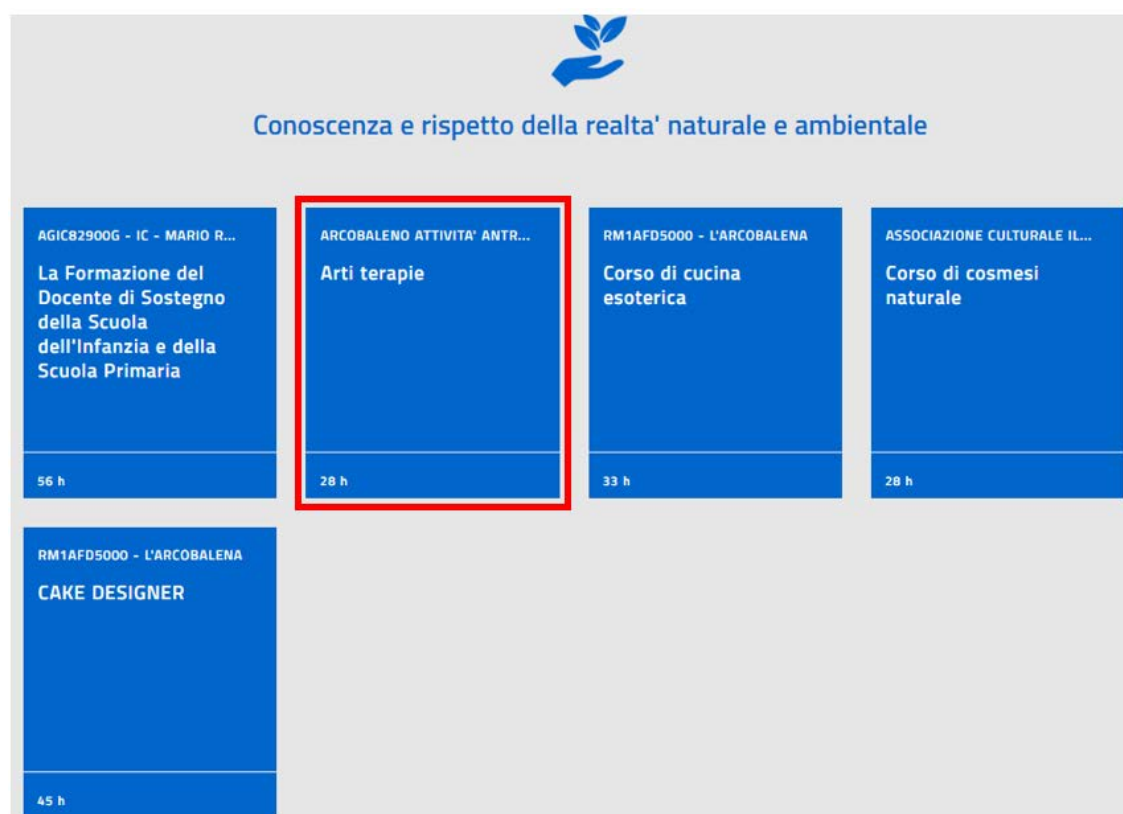 Conoscenza e rispetto della realta' naturale e ambientale
AGIC82900G - IC - MARIO R...
La Formazione del
Docente di Sostegno
della Scuola
dell'Infanzia e della
Scuola Primaria
56 h
ARCOBALENO ATTIVITA' ANTR...
Arti terapie
28 h
RM1AFD5000 - L'ARCOBALENA
Corso di cucina
esoterica
33 h
ASSOCIAZIONE CULTURALE IL...
Corso di cosmesi
naturale
28 h
RM1AFD5000 - L'ARCOBALENA
CAKE DESIGNER
45 h